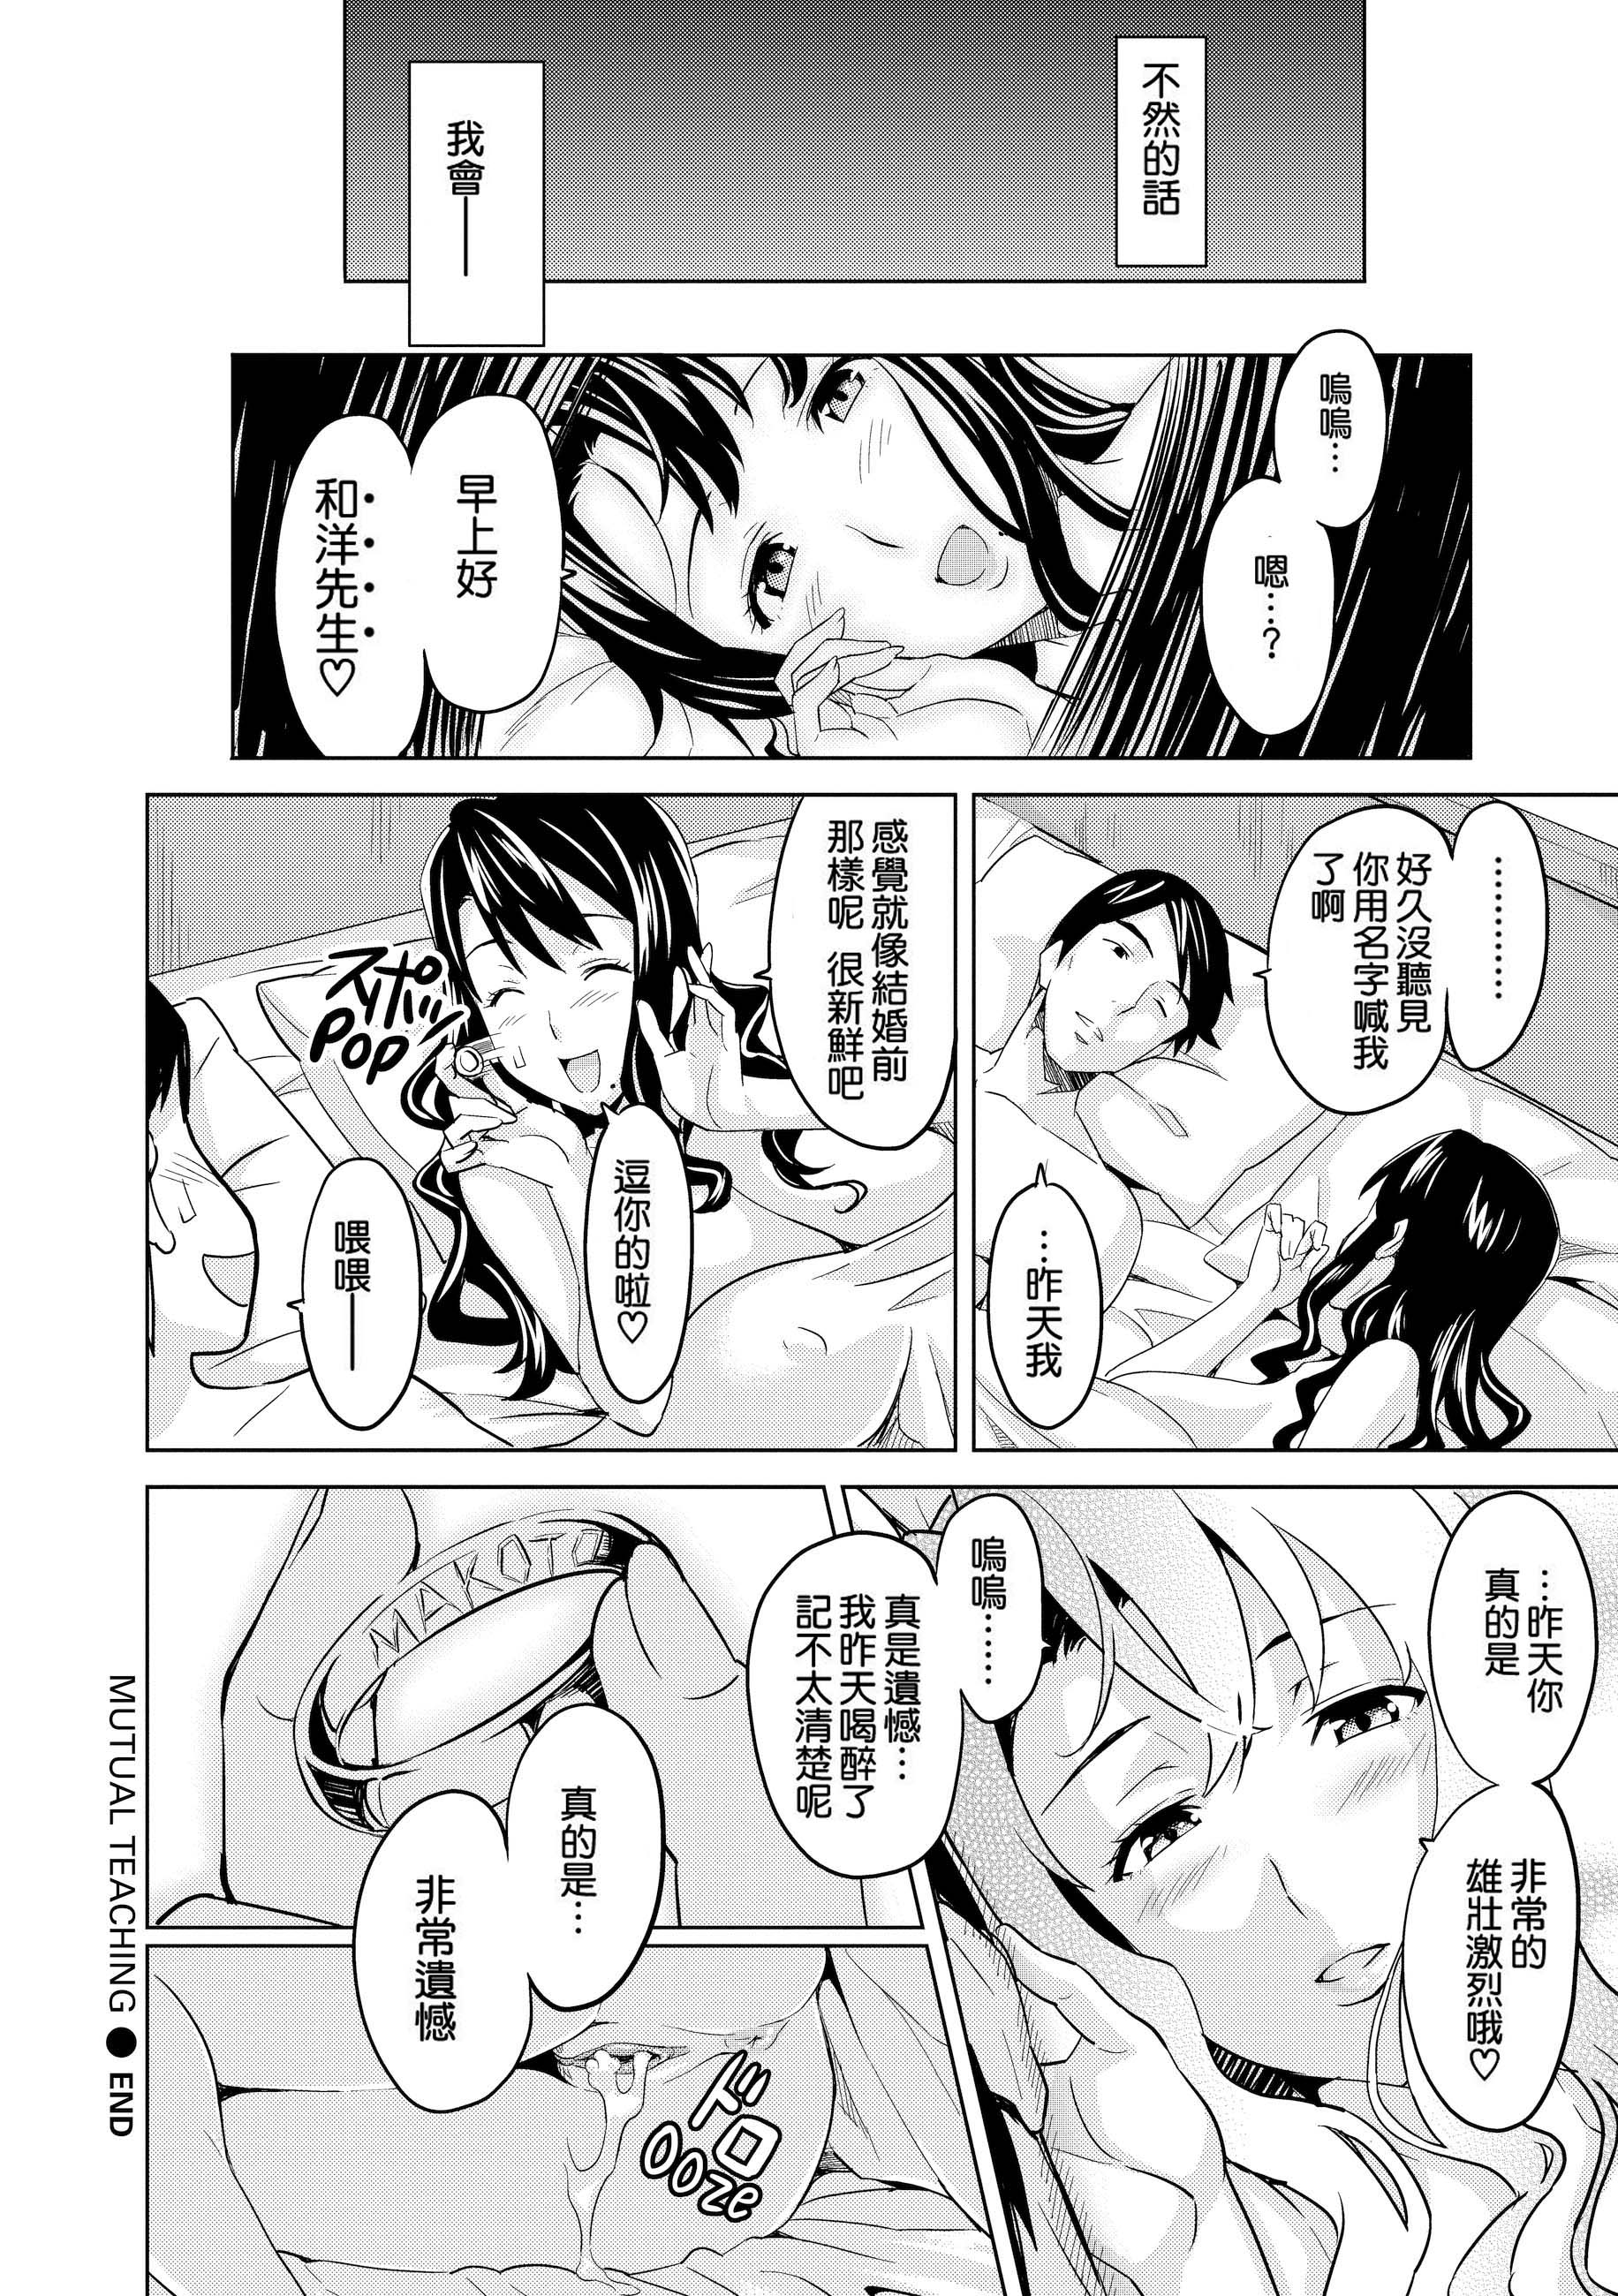 不然的話
我會——
嗚嗚…
嗯…?
早上好
和洋先生♡
…………
好久沒聽見
你用名字喊我
了啊
…昨天我
感覺就像結婚前
那樣呢 很新鮮吧
スポッ
POP
逗你的啦♡
喂喂——
…昨天你
真的是
非常的
雄壯激烈哦♡
嗚嗚……
真是遺憾…
我昨天喝醉了
記不太清楚呢
MAKOTO
真的是…
非常遺憾
ドロ
OOZE
MUTUAL TEACHING ● END